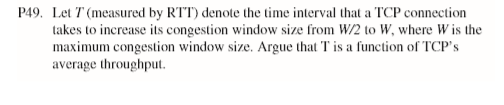 P49. Let T (measured by RTT) denote the time interval that a TCP connection
takes to increase its congestion window size from W/2 to W, where W is the
maximum congestion window size. Argue that T is a function of TCP's
average throughput.